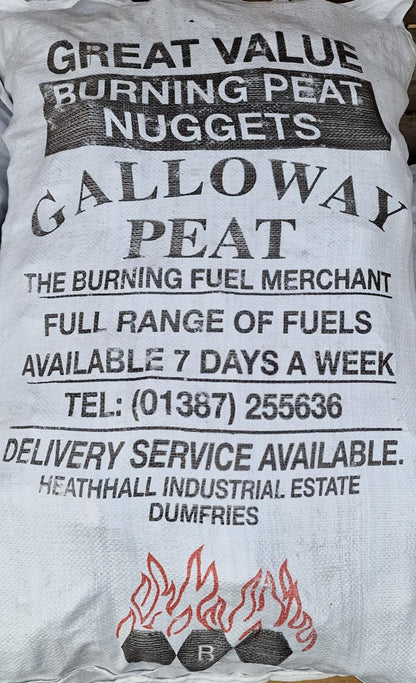 GREAT VALUE
BURNING PEAT
NUGGETS
GALLOWAY
PEAT
THE BURNING FUEL MERCHANT
FULL RANGE OF FUELS
AVAILABLE 7 DAYS A WEEK
TEL: (01387) 255636
DELIVERY SERVICE AVAILABLE.
HEATHHALL INDUSTRIAL ESTATE
DUMFRIES
R